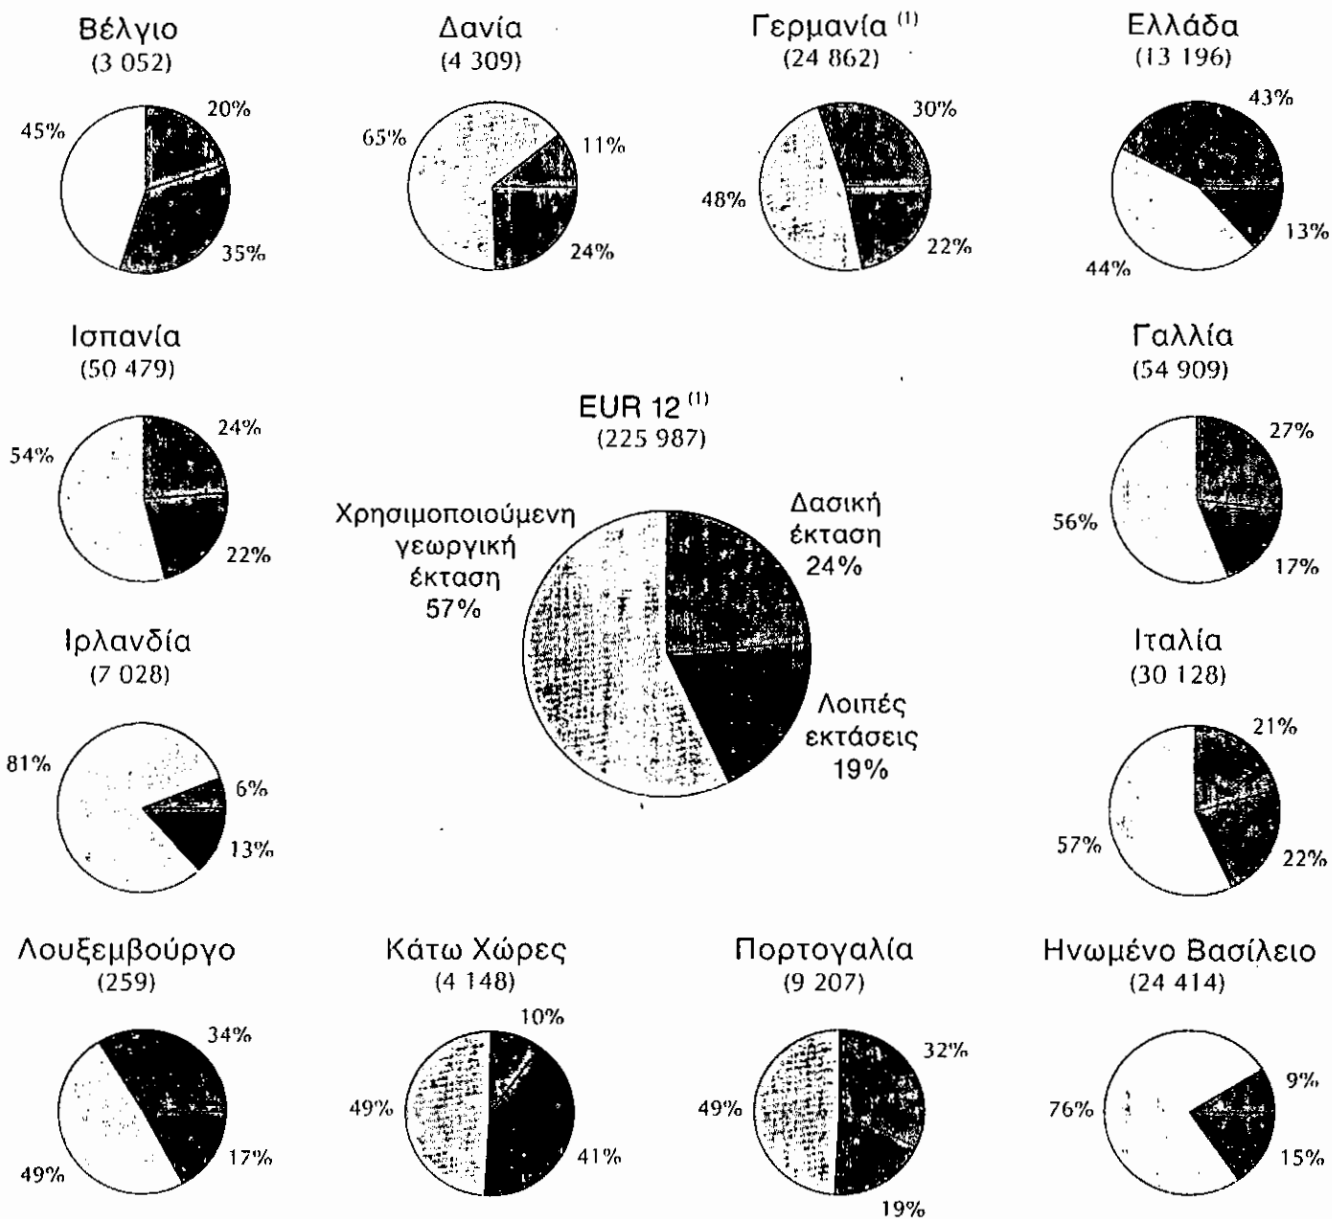 Βέλγιο
(3 052)
45%
20%
35%
Δανία
(4 309)
65%
11%
24%
Γερμανία (1)
(24 862)
30%
48%
22%
Ελλάδα
(13 196)
43%
13%
44%
Ισπανία
(50 479)
54%
24%
22%
EUR 12 (1)
(225 987)
Χρησιμοποιούμενη
γεωργική
έκταση
57%
Δασική
έκταση
24%
Λοιπές
εκτάσεις
19%
Γαλλία
(54 909)
27%
56%
17%
Ιρλανδία
(7 028)
81%
6%
13%
Ιταλία
(30 128)
21%
57%
22%
Λουξεμβούργο
(259)
34%
49%
17%
Κάτω Χώρες
(4 148)
10%
49%
41%
Πορτογαλία
(9 207)
32%
49%
19%
Ηνωμένο Βασίλειο
(24 414)
76%
9%
15%